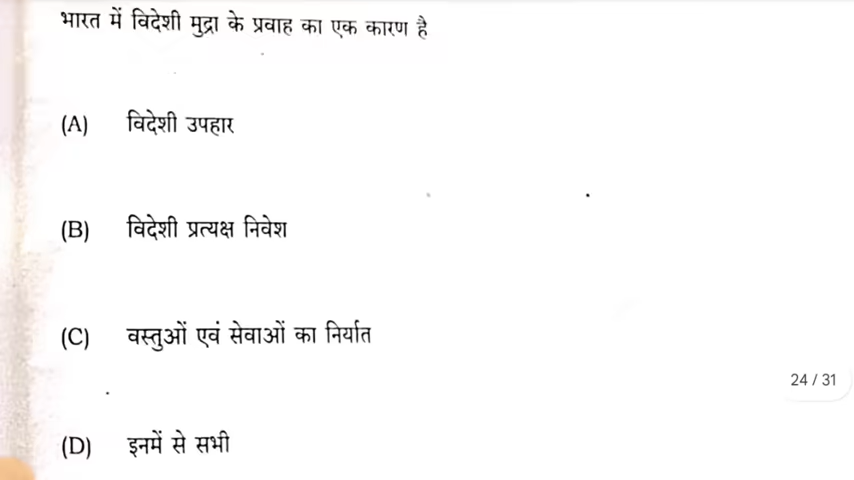 भारत में विदेशी मुद्रा के प्रवाह का एक कारण है
(A) विदेशी उपहार
(B) विदेशी प्रत्यक्ष निवेश
(C) वस्तुओं एवं सेवाओं का निर्यात
24 / 31
(D) इनमें से सभी